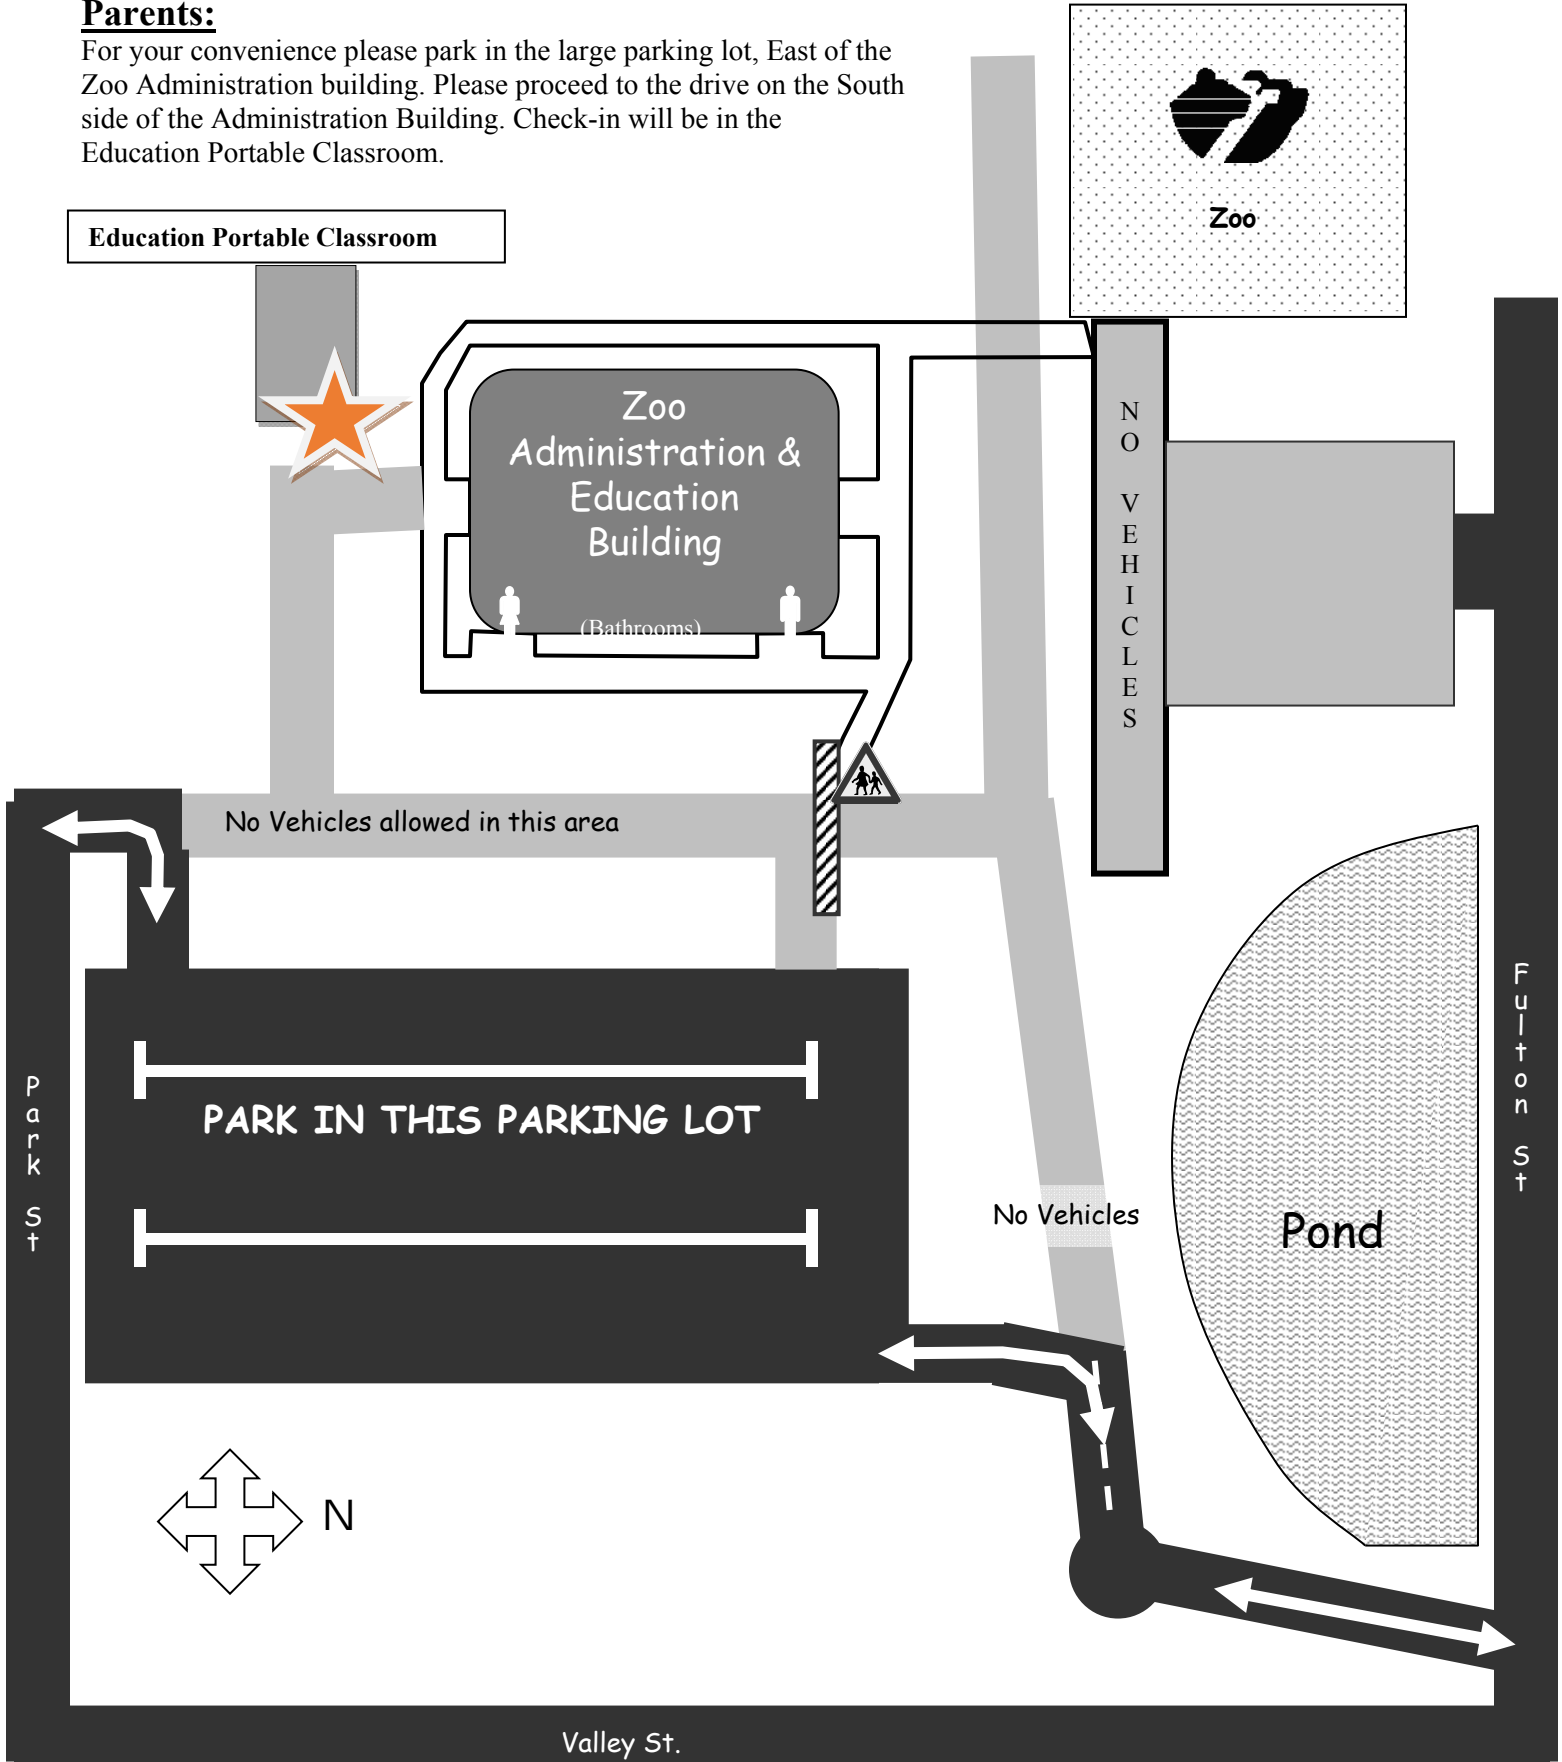 Parents:
For your convenience please park in the large parking lot, East of the
Zoo Administration building. Please proceed to the drive on the South
side of the Administration Building. Check-in will be in the
Education Portable Classroom.
Zoo
Education Portable Classroom
Zoo
Administration &
Education
Building
(Bathrooms)
NO VEHICLES
No Vehicles allowed in this area
Park St
PARK IN THIS PARKING LOT
Fulton St
No Vehicles
Pond
N
Valley St.